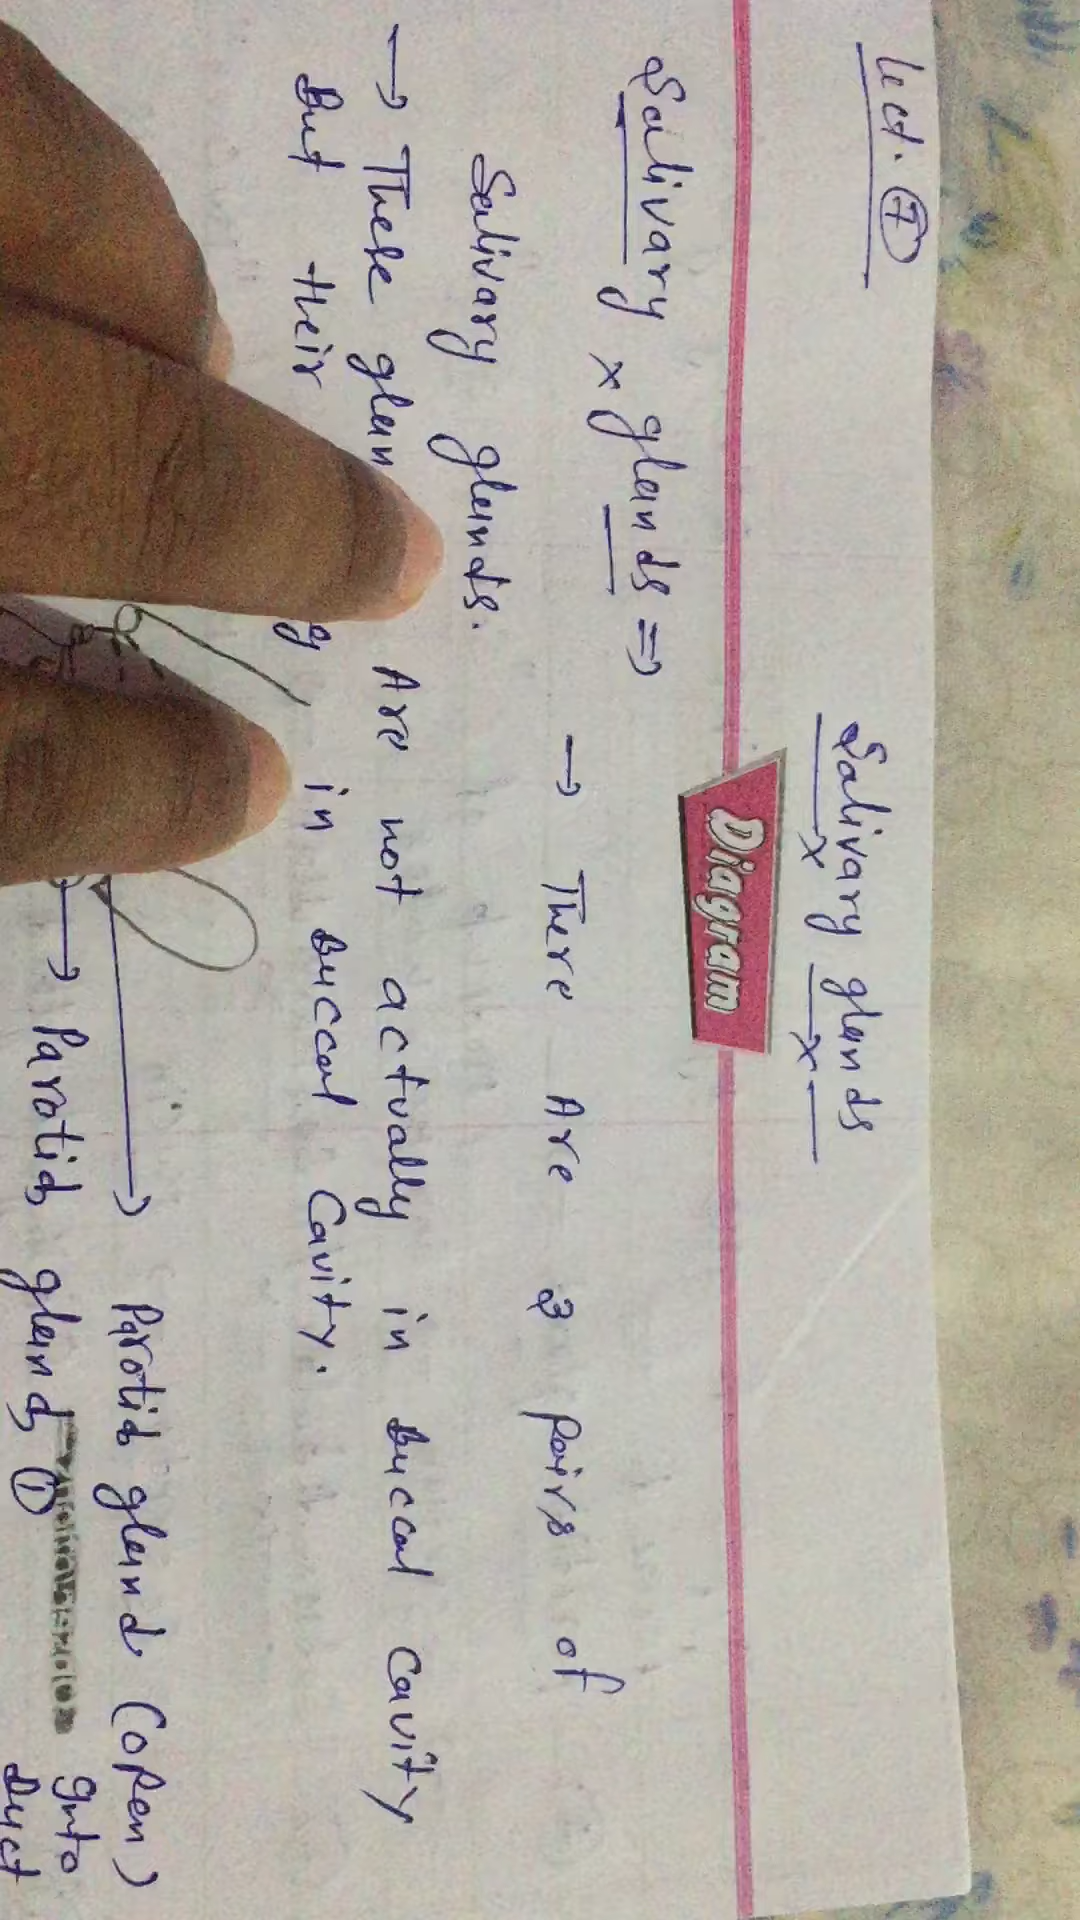 Lect. 7
Salivary glands
Diagram
Salivary glands ⇒
→ There Are 3 pairs of
Salivary glands.
→ These glan Are not actually in buccal cavity
But their g in buccal cavity.
→ Parotid gland (open)
into
→ Parotid gland ①
Duct